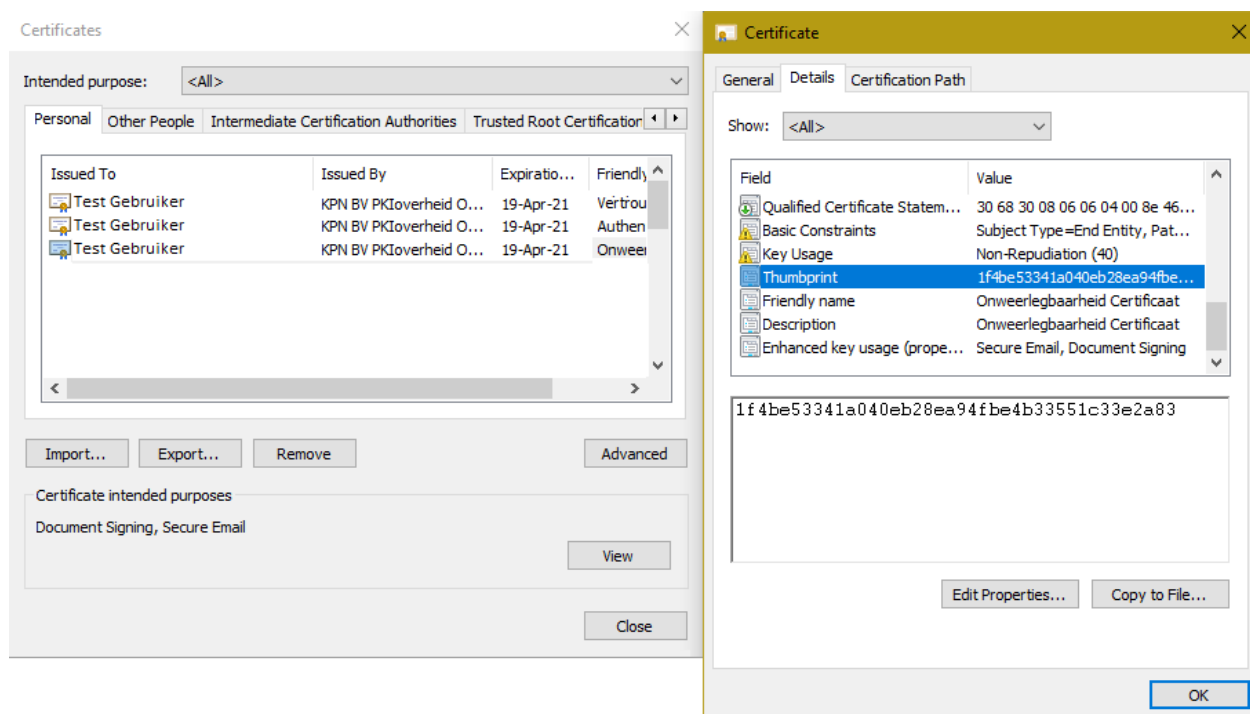 Certificates
Intended purpose: <All>
Personal Other People Intermediate Certification Authorities Trusted Root Certification
Issued To Issued By Expiratio... Friendly
Test Gebruiker KPN BV PKIoverheid O... 19-Apr-21 Vertrou
Test Gebruiker KPN BV PKIoverheid O... 19-Apr-21 Authen
Test Gebruiker KPN BV PKIoverheid O... 19-Apr-21 Onweer
Import... Export... Remove Advanced
Certificate intended purposes
Document Signing, Secure Email
View
Close
Certificate
General Details Certification Path
Show: <All>
Field Value
Qualified Certificate Statem... 30 68 30 08 06 06 04 00 8e 46...
Basic Constraints Subject Type=End Entity, Pat...
Key Usage Non-Repudiation (40)
Thumbprint 1f4be53341a040eb28ea94fbe...
Friendly name Onweerlegbaarheid Certificaat
Description Onweerlegbaarheid Certificaat
Enhanced key usage (prope... Secure Email, Document Signing
1f4be53341a040eb28ea94fbe4b33551c33e2a83
Edit Properties... Copy to File...
OK